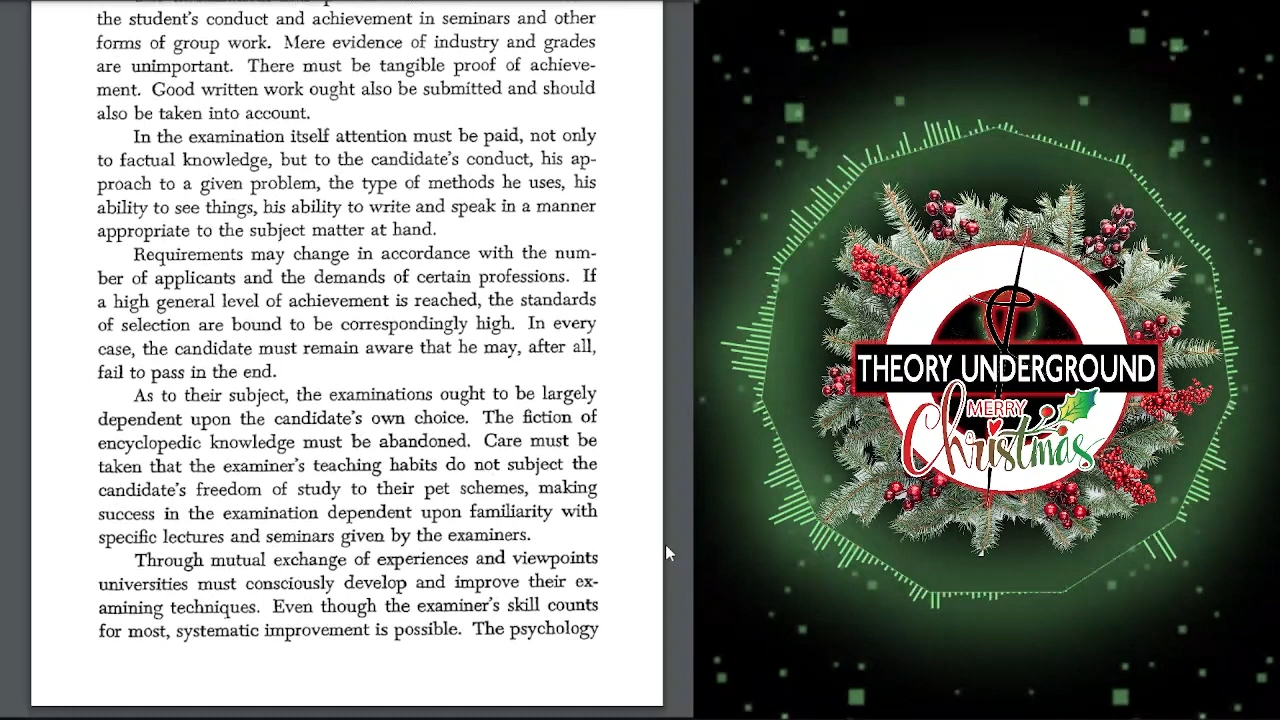 the student's conduct and achievement in seminars and other
forms of group work. Mere evidence of industry and grades
are unimportant. There must be tangible proof of achieve-
ment. Good written work ought also be submitted and should
also be taken into account.
In the examination itself attention must be paid, not only
to factual knowledge, but to the candidate's conduct, his ap-
proach to a given problem, the type of methods he uses, his
ability to see things, his ability to write and speak in a manner
appropriate to the subject matter at hand.
Requirements may change in accordance with the num-
ber of applicants and the demands of certain professions. If
a high general level of achievement is reached, the standards
of selection are bound to be correspondingly high. In every
case, the candidate must remain aware that he may, after all,
fail to pass in the end.
As to their subject, the examinations ought to be largely
dependent upon the candidate's own choice. The fiction of
encyclopedic knowledge must be abandoned. Care must be
taken that the examiner's teaching habits do not subject the
candidate's freedom of study to their pet schemes, making
success in the examination dependent upon familiarity with
specific lectures and seminars given by the examiners.
Through mutual exchange of experiences and viewpoints
universities must consciously develop and improve their ex-
amining techniques. Even though the examiner's skill counts
for most, systematic improvement is possible. The psychology
THEORY UNDERGROUND
MERRY
Christmas